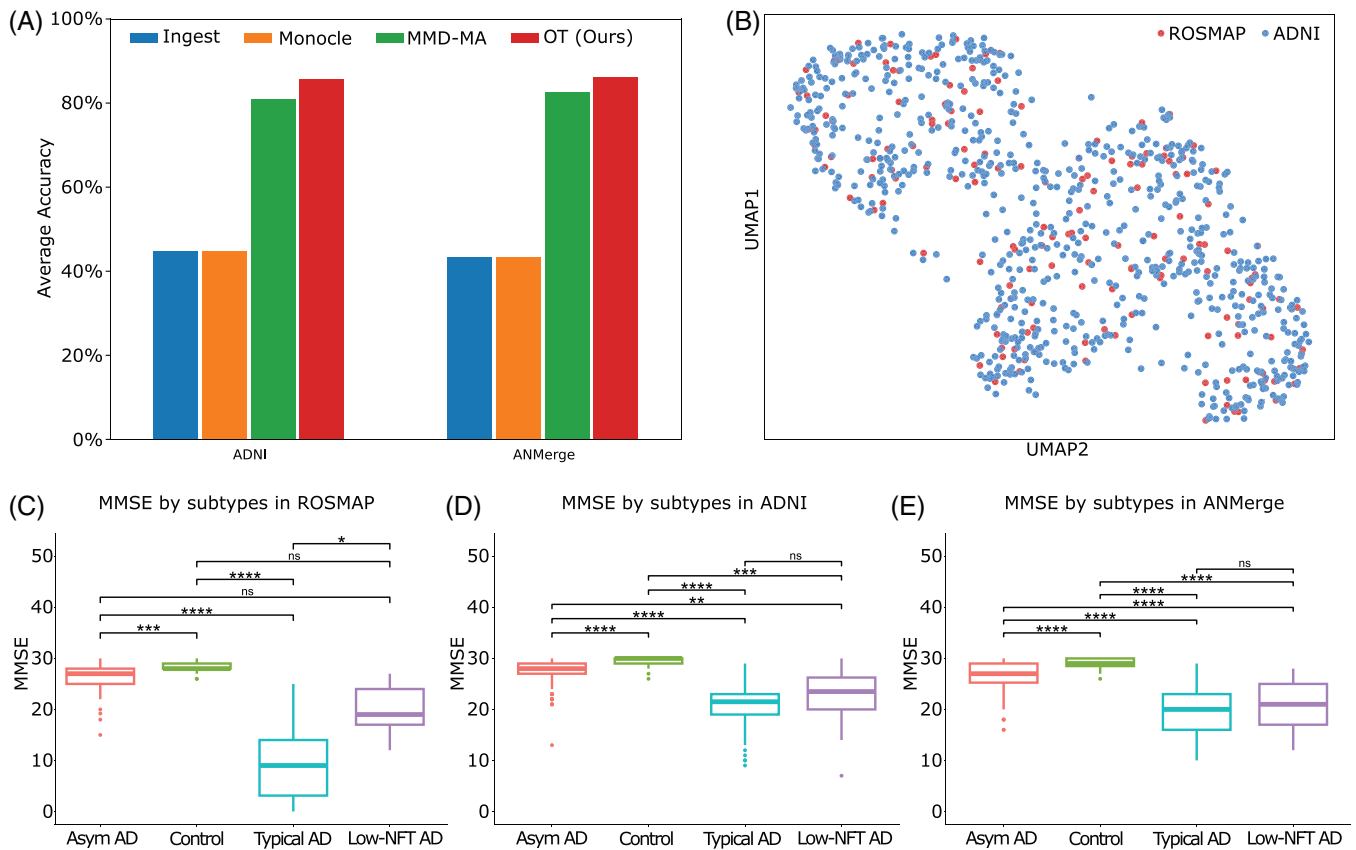 (A)
100%
80%
60%
40%
20%
0%
Average Accuracy
Ingest Monocle MMD-MA OT (Ours)
ADNI ANMerge
(B)
ROSMAP ADNI
UMAP1
UMAP2
(C) MMSE by subtypes in ROSMAP
MMSE
50
40
30
20
10
0
*
ns
****
ns
****
***
Asym AD Control Typical AD Low-NFT AD
(D) MMSE by subtypes in ADNI
MMSE
50
40
30
20
10
0
ns
***
****
**
****
****
Asym AD Control Typical AD Low-NFT AD
(E) MMSE by subtypes in ANMerge
MMSE
50
40
30
20
10
0
ns
****
****
****
****
****
Asym AD Control Typical AD Low-NFT AD